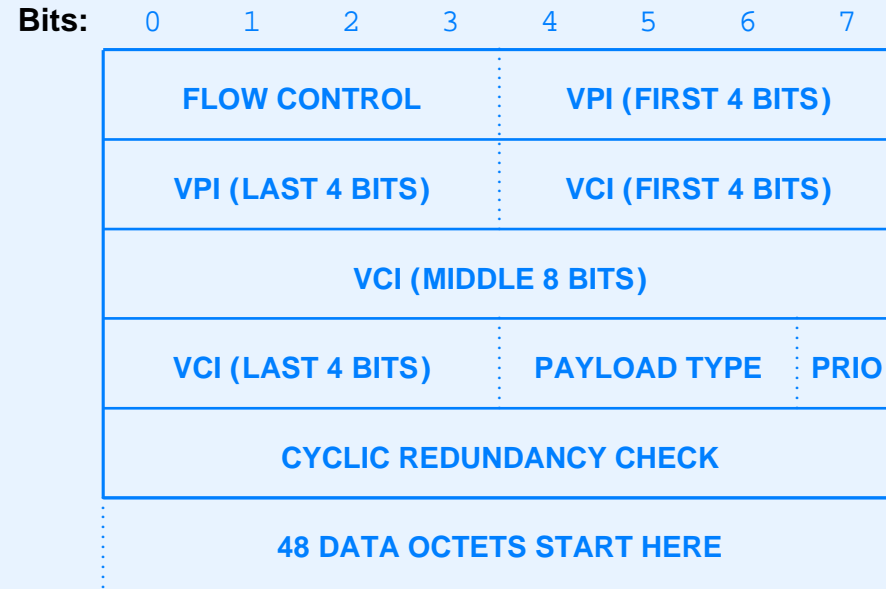 Bits: 0 1 2 3 4 5 6 7
FLOW CONTROL VPI (FIRST 4 BITS)
VPI (LAST 4 BITS) VCI (FIRST 4 BITS)
VCI (MIDDLE 8 BITS)
VCI (LAST 4 BITS) PAYLOAD TYPE PRIO
CYCLIC REDUNDANCY CHECK
48 DATA OCTETS START HERE